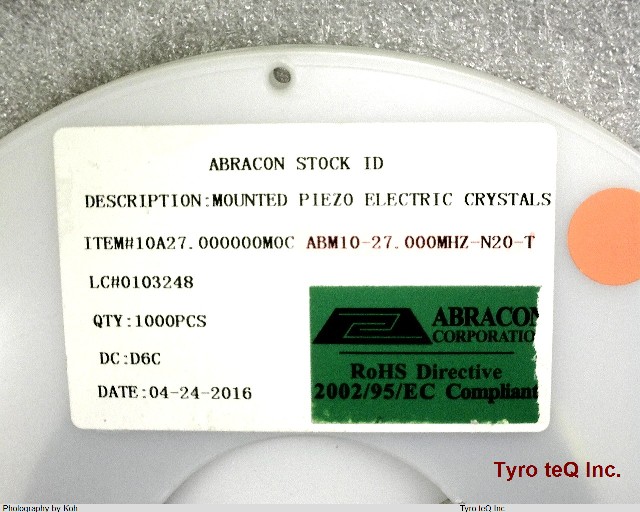 ABRACON STOCK ID
DESCRIPTION:MOUNTED PIEZO ELECTRIC CRYSTALS
ITEM#10A27.000000M0C ABM10-27.000MHZ-N20-T
LC#0103248
QTY:1000PCS
DC:D6C
DATE:04-24-2016
ABRACON
CORPORATIO
RoHS Directive
2002/95/EC Compliant
Tyro teQ Inc.
Photography by Koh
Tyro teQ Inc